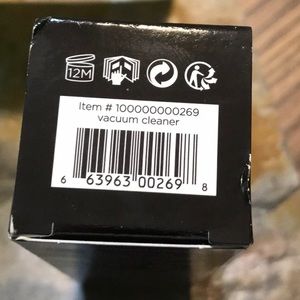 12M
Item # 100000000269
vacuum cleaner
6 63963 00269 8